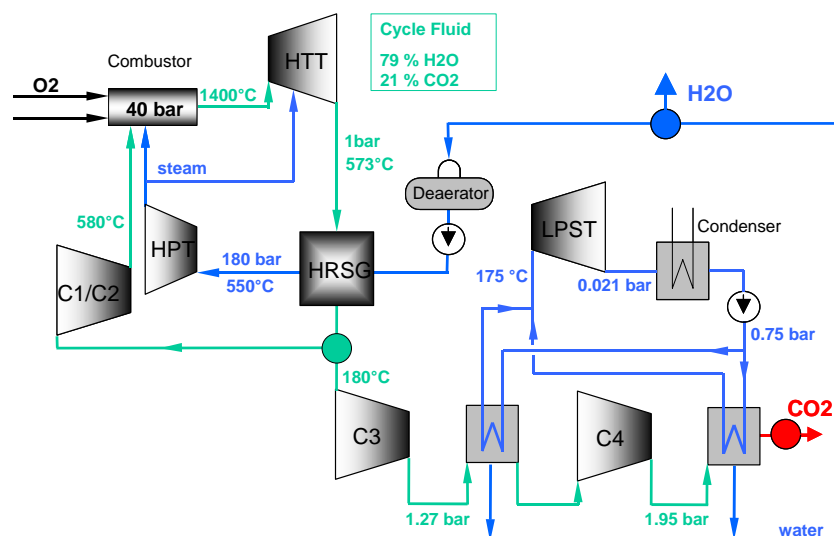 Cycle Fluid
79 % H2O
21 % CO2
HTT
Combustor
O2
40 bar
1400°C
H2O
1bar
573°C
steam
Deaerator
580°C
HPT
LPST
Condenser
180 bar
HRSG
550°C
175 °C
0.021 bar
C1/C2
0.75 bar
180°C
CO2
C3
C4
1.27 bar
1.95 bar
water